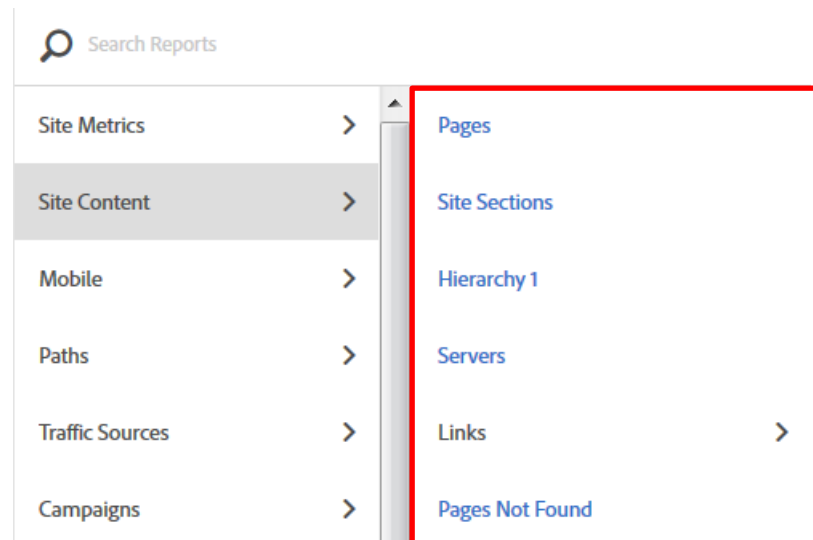 Search Reports
Site Metrics
Site Content
Mobile
Paths
Traffic Sources
Campaigns
Pages
Site Sections
Hierarchy 1
Servers
Links
Pages Not Found